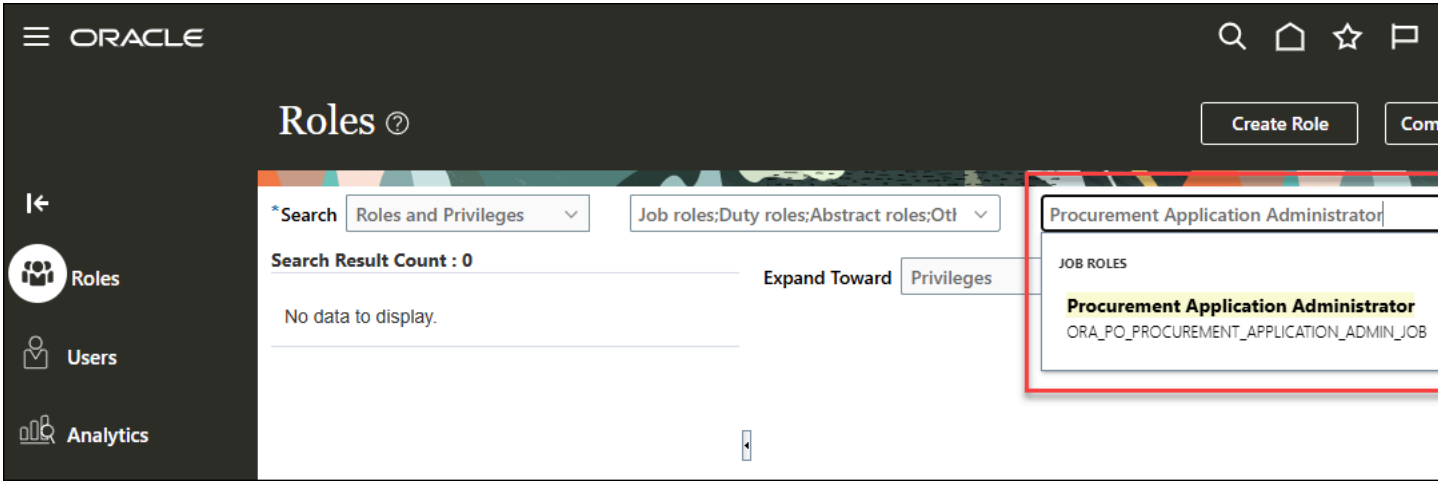 ORACLE
Roles
Create Role
Com
*Search Roles and Privileges Job roles;Duty roles;Abstract roles;Otl Procurement Application Administrator
Search Result Count : 0
Expand Toward Privileges
No data to display.
JOB ROLES
Procurement Application Administrator
ORA_PO_PROCUREMENT_APPLICATION_ADMIN_JOB
Roles
Users
Analytics